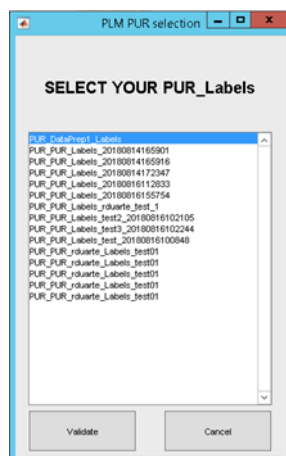 PLM PUR selection
SELECT YOUR PUR_Labels
PUR_DataPrep1_Labels
PUR_PUR_Labels_20180814165901
PUR_PUR_Labels_20180814165916
PUR_PUR_Labels_20180814172347
PUR_PUR_Labels_20180816112833
PUR_PUR_Labels_20180816155754
PUR_PUR_Labels_rduarte_test_1
PUR_PUR_Labels_test2_20180816102105
PUR_PUR_Labels_test3_20180816102244
PUR_PUR_Labels_test_20180816100848
PUR_PUR_rduarte_Labels_test01
PUR_PUR_rduarte_Labels_test01
PUR_PUR_rduarte_Labels_test01
PUR_PUR_rduarte_Labels_test01
PUR_PUR_rduarte_Labels_test01
Validate
Cancel